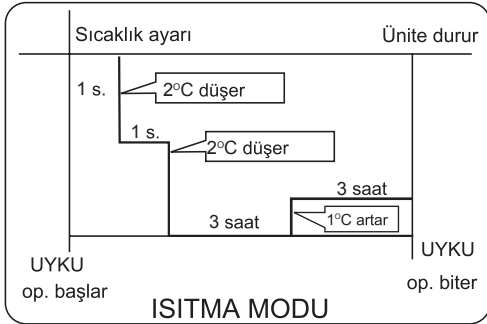 Sıcaklık ayarı
Ünite durur
1 s.
2°C düşer
1 s.
2°C düşer
3 saat
3 saat
1°C artar
UYKU
op. başlar
UYKU
op. biter
ISITMA MODU